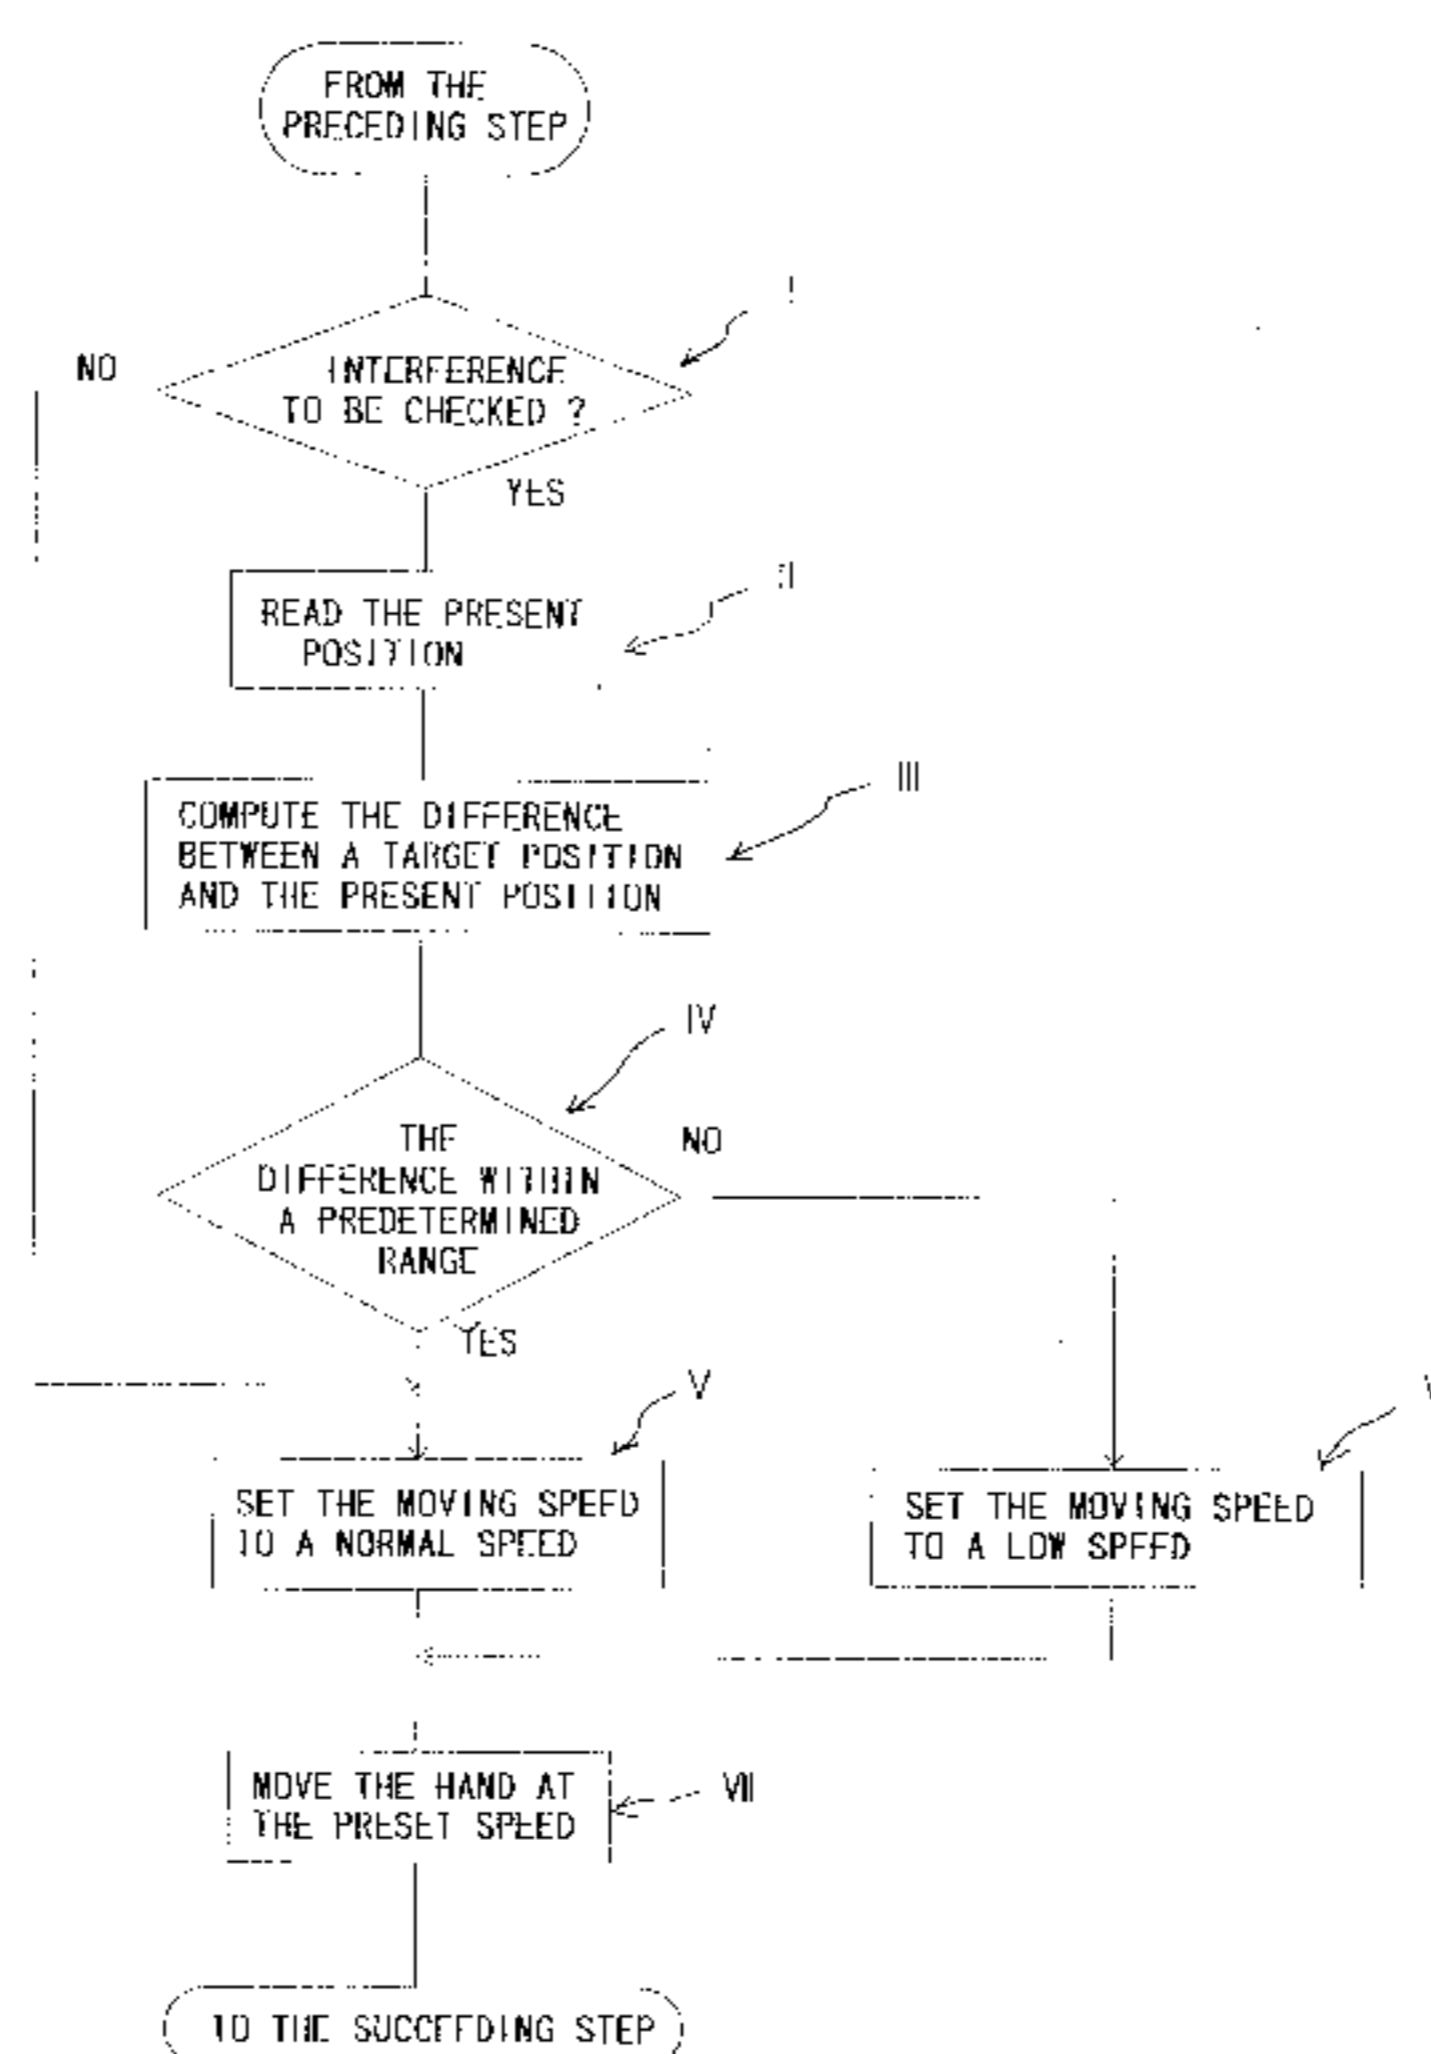 FROM THE
PRECEDING STEP
I
NO
INTERFERENCE
TO BE CHECKED ?
YES
II
READ THE PRESENT
POSITION
III
COMPUTE THE DIFFERENCE
BETWEEN A TARGET POSITION
AND THE PRESENT POSITION
IV
THE
NO
DIFFERENCE WITHIN
A PREDETERMINED
RANGE
YES
V
SET THE MOVING SPEED
TO A NORMAL SPEED
SET THE MOVING SPEED
TO A LOW SPEED
MOVE THE HAND AT
THE PRESET SPEED
VII
TO THE SUCCEEDING STEP